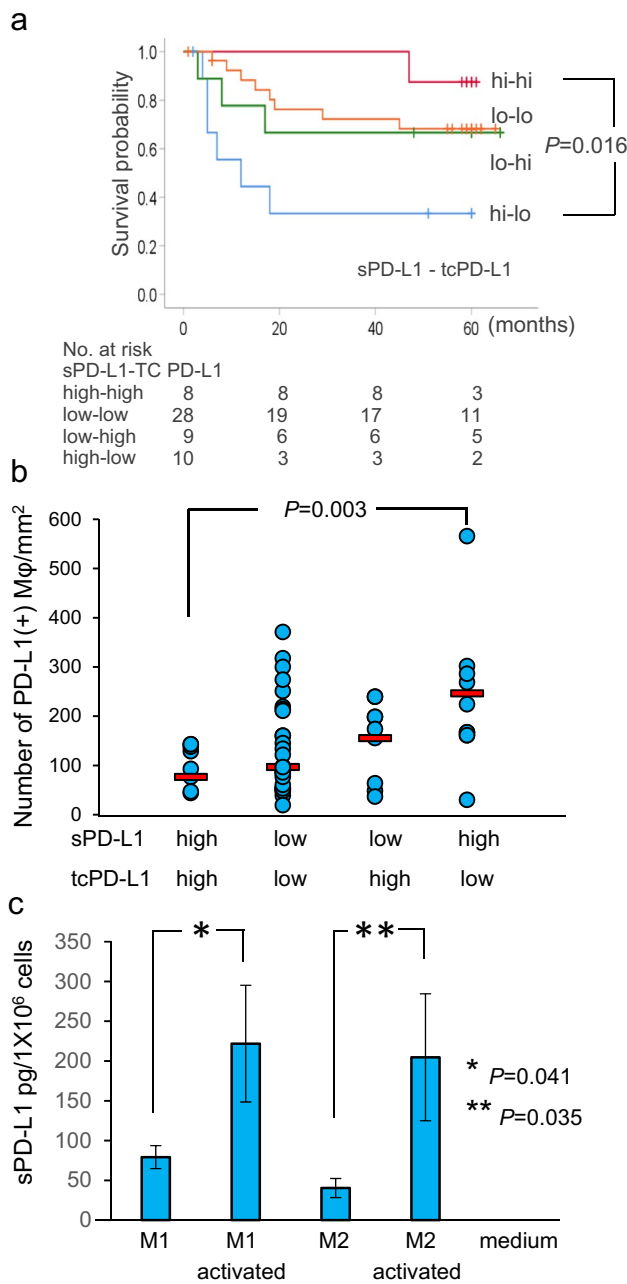 a
Survival probability
1.0
0.8
0.6
0.4
0.2
0.0
hi-hi
lo-lo
lo-hi
hi-lo
P=0.016
sPD-L1 - tcPD-L1
0 20 40 60 (months)
No. at risk
sPD-L1-TC PD-L1
high-high 8 8 8 3
low-low 28 19 17 11
low-high 9 6 6 5
high-low 10 3 3 2
b
P=0.003
Number of PD-L1(+) Mφ/mm²
600
500
400
300
200
100
0
sPD-L1 high low low high
tcPD-L1 high low high low
c
sPD-L1 pg/1X10⁶ cells
350
300
250
200
150
100
50
0
* **
* P=0.041
** P=0.035
M1 M1 M2 M2 medium
activated activated